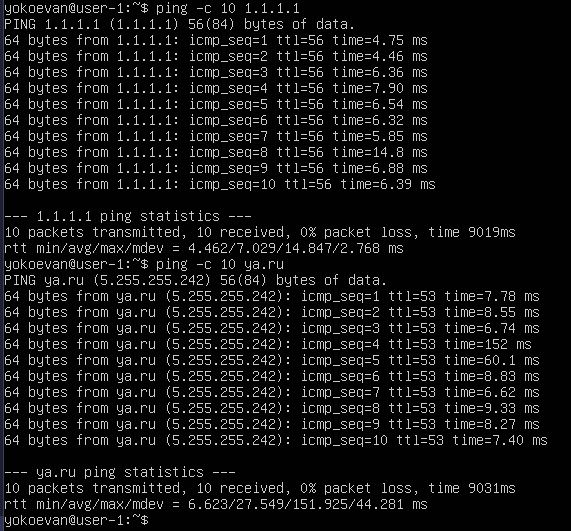 yokoevan@user-1:~$ ping -c 10 1.1.1.1
PING 1.1.1.1 (1.1.1.1) 56(84) bytes of data.
64 bytes from 1.1.1.1: icmp_seq=1 ttl=56 time=4.75 ms
64 bytes from 1.1.1.1: icmp_seq=2 ttl=56 time=4.46 ms
64 bytes from 1.1.1.1: icmp_seq=3 ttl=56 time=6.36 ms
64 bytes from 1.1.1.1: icmp_seq=4 ttl=56 time=7.90 ms
64 bytes from 1.1.1.1: icmp_seq=5 ttl=56 time=6.54 ms
64 bytes from 1.1.1.1: icmp_seq=6 ttl=56 time=6.32 ms
64 bytes from 1.1.1.1: icmp_seq=7 ttl=56 time=5.85 ms
64 bytes from 1.1.1.1: icmp_seq=8 ttl=56 time=14.8 ms
64 bytes from 1.1.1.1: icmp_seq=9 ttl=56 time=6.88 ms
64 bytes from 1.1.1.1: icmp_seq=10 ttl=56 time=6.39 ms
--- 1.1.1.1 ping statistics ---
10 packets transmitted, 10 received, 0% packet loss, time 9019ms
rtt min/avg/max/mdev = 4.462/7.029/14.847/2.768 ms
yokoevan@user-1:~$ ping -c 10 ya.ru
PING ya.ru (5.255.255.242) 56(84) bytes of data.
64 bytes from ya.ru (5.255.255.242): icmp_seq=1 ttl=53 time=7.78 ms
64 bytes from ya.ru (5.255.255.242): icmp_seq=2 ttl=53 time=8.55 ms
64 bytes from ya.ru (5.255.255.242): icmp_seq=3 ttl=53 time=6.74 ms
64 bytes from ya.ru (5.255.255.242): icmp_seq=4 ttl=53 time=152 ms
64 bytes from ya.ru (5.255.255.242): icmp_seq=5 ttl=53 time=60.1 ms
64 bytes from ya.ru (5.255.255.242): icmp_seq=6 ttl=53 time=8.83 ms
64 bytes from ya.ru (5.255.255.242): icmp_seq=7 ttl=53 time=6.62 ms
64 bytes from ya.ru (5.255.255.242): icmp_seq=8 ttl=53 time=9.33 ms
64 bytes from ya.ru (5.255.255.242): icmp_seq=9 ttl=53 time=8.27 ms
64 bytes from ya.ru (5.255.255.242): icmp_seq=10 ttl=53 time=7.40 ms
--- ya.ru ping statistics ---
10 packets transmitted, 10 received, 0% packet loss, time 9031ms
rtt min/avg/max/mdev = 6.623/27.549/151.925/44.281 ms
yokoevan@user-1:~$